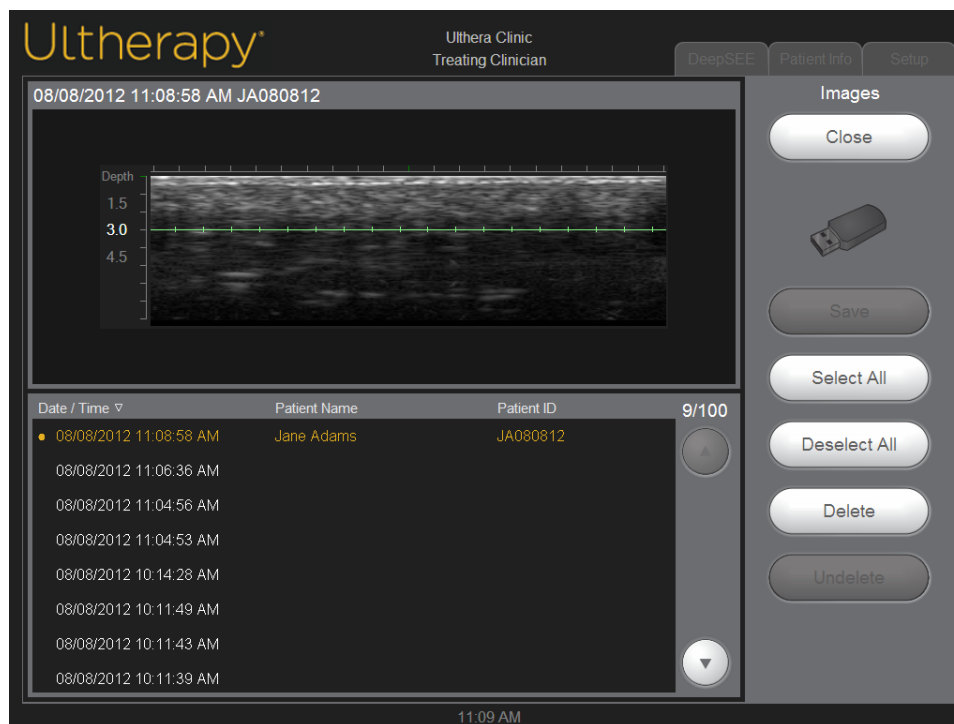 Ultherapy
Ulthera Clinic
Treating Clinician
DeepSEE
Patient Info
Setup
08/08/2012 11:08:58 AM JA080812
Images
Close
Depth
1.5
3.0
4.5
Save
Select All
Date / Time ▿ Patient Name Patient ID 9/100
08/08/2012 11:08:58 AM Jane Adams JA080812
08/08/2012 11:06:36 AM
08/08/2012 11:04:56 AM
08/08/2012 11:04:53 AM
08/08/2012 10:14:28 AM
08/08/2012 10:11:49 AM
08/08/2012 10:11:43 AM
08/08/2012 10:11:39 AM
Deselect All
Delete
Undelete
11:09 AM